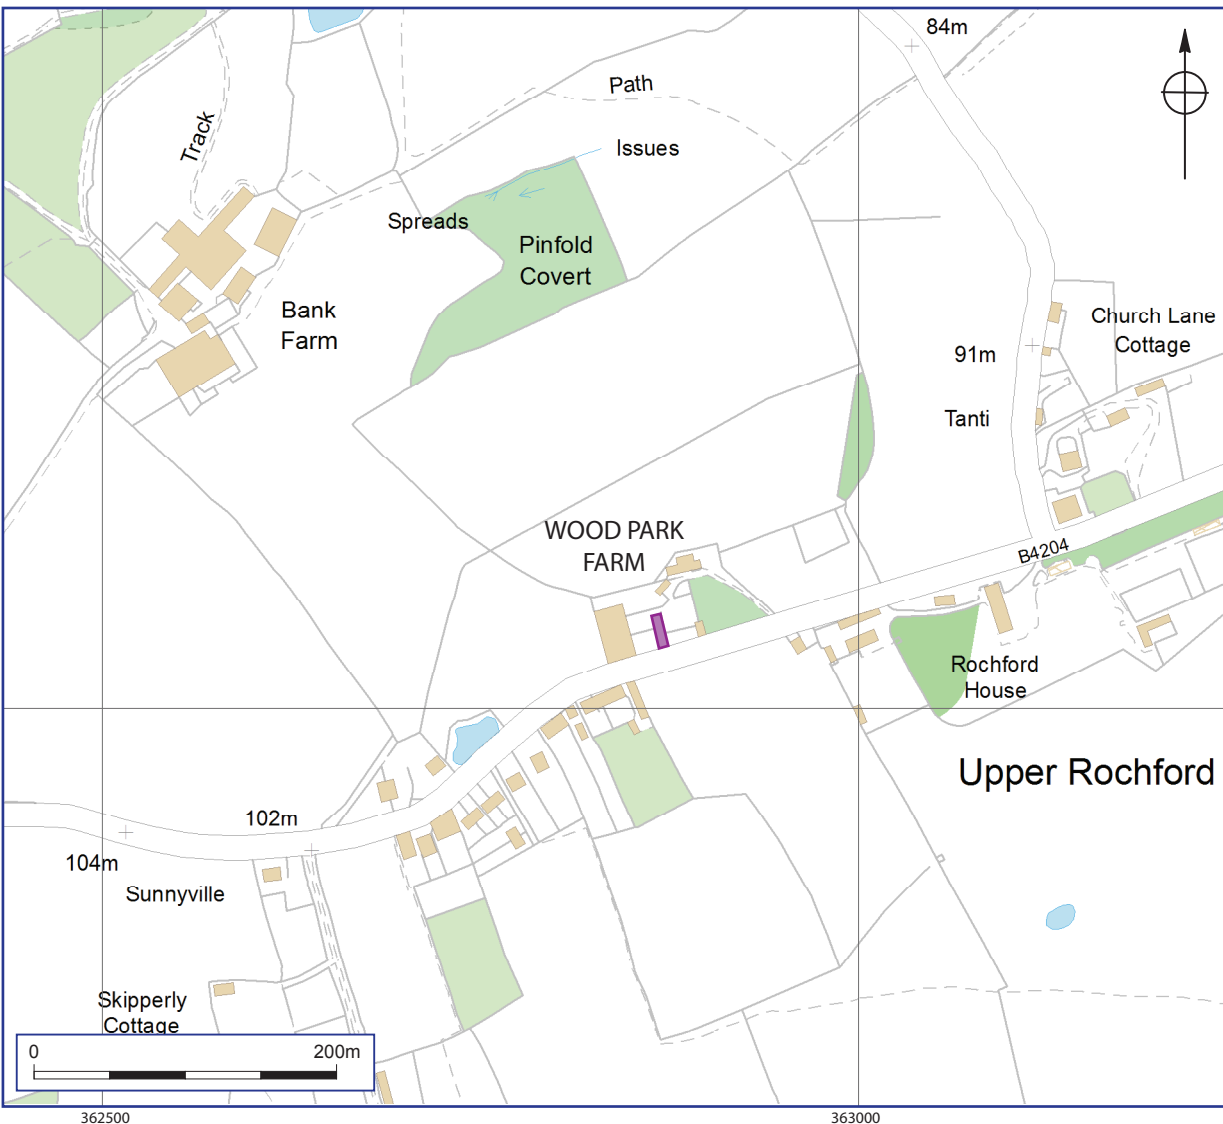 84m
Path
Track
Issues
Spreads
Pinfold
Covert
Bank
Farm
Church Lane
Cottage
91m
Tanti
WOOD PARK
FARM
B4204
Rochford
House
Upper Rochford
102m
104m
Sunnyville
Skipperly
Cottage
0 200m
362500 363000